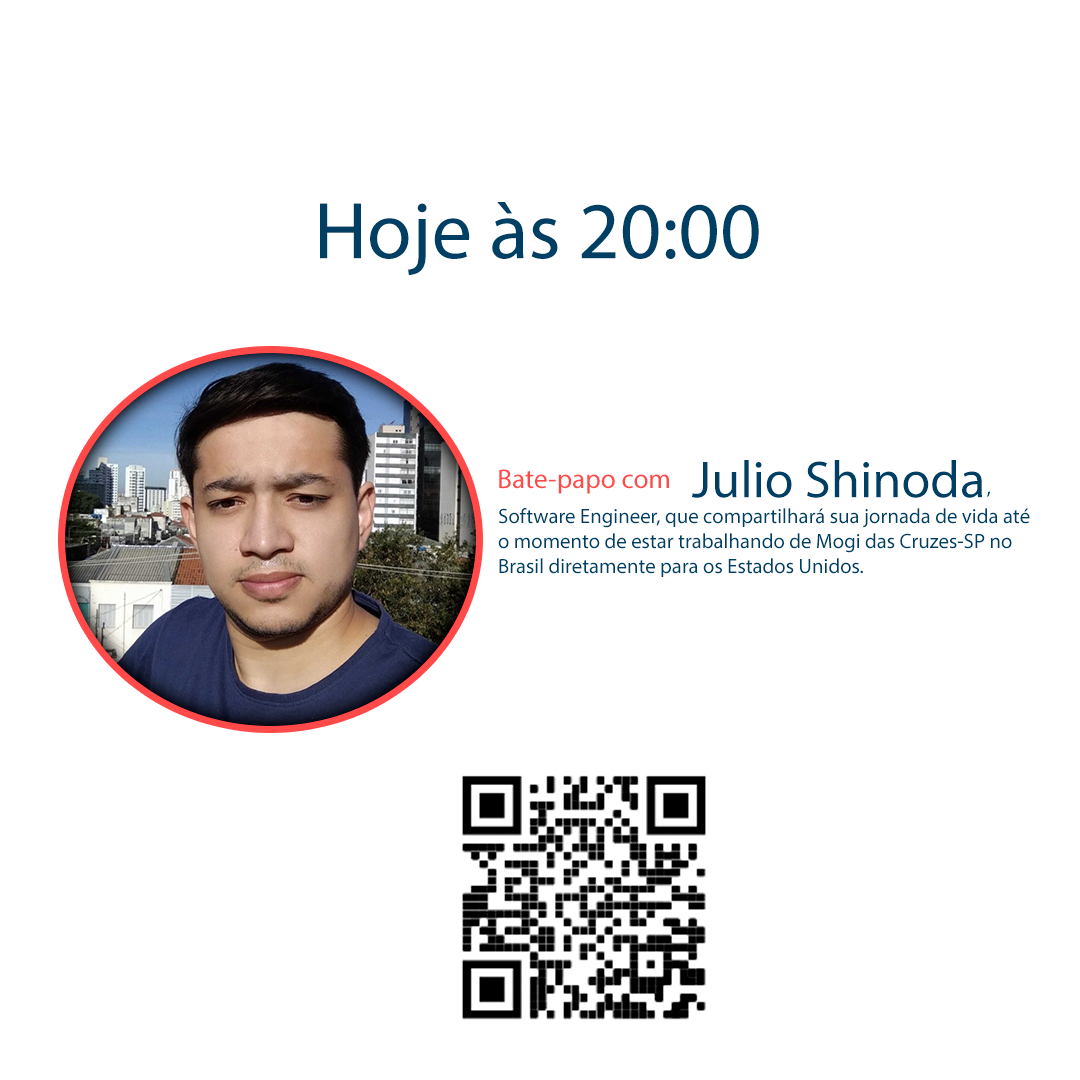 Hoje às 20:00
Bate-papo com Julio Shinoda,
Software Engineer, que compartilhará sua jornada de vida até
o momento de estar trabalhando de Mogi das Cruzes-SP no
Brasil diretamente para os Estados Unidos.